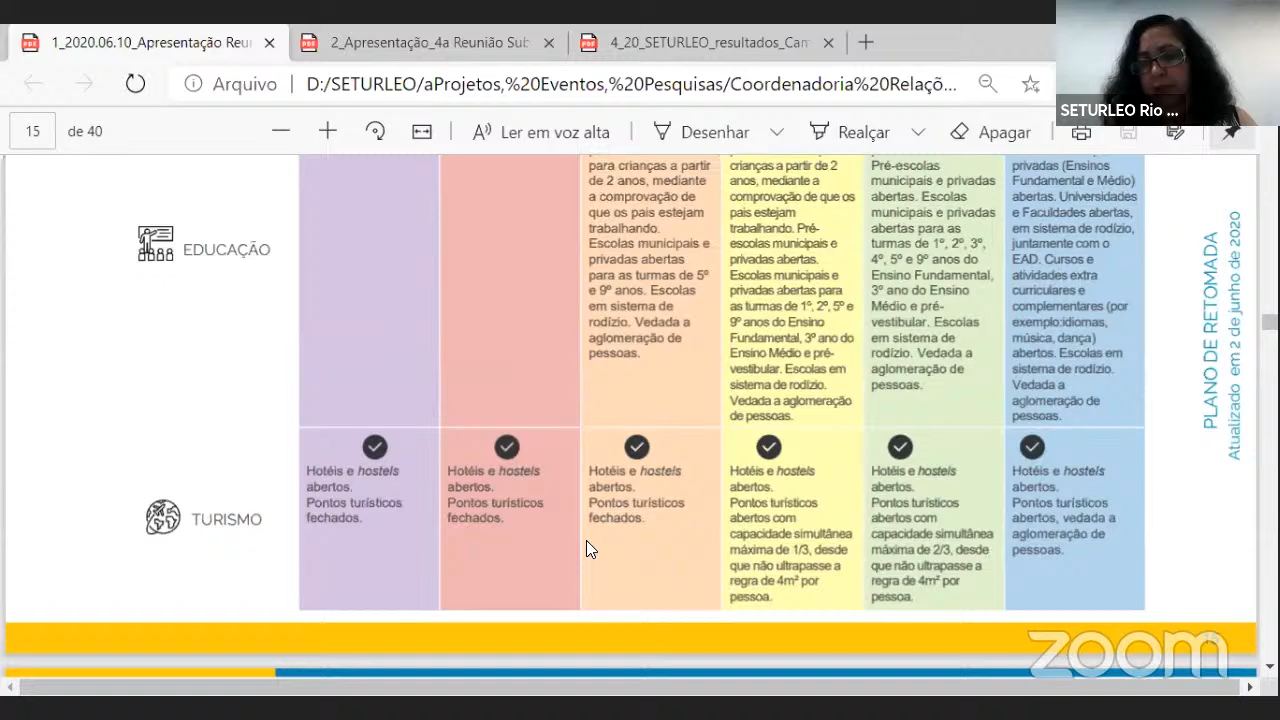 1_2020.06.10_Apresentação Reu
2_Apresentação_4a Reunião Sub
4_20_SETURLEO_resultados_Can
Arquivo
D:/SETURLEO/aProjetos,%20Eventos,%20Pesquisas/Coordenadoria%20Relaçõ...
SETURLEO Rio ...
15
de 40
Ler em voz alta
Desenhar
Realçar
Apagar
EDUCAÇÃO
para crianças a partir
de 2 anos, mediante
a comprovação de
que os pais estejam
trabalhando.
Escolas municipais e
privadas abertas
para as turmas de 5º
e 9º anos. Escolas
em sistema de
rodízio. Vedada a
aglomeração de
pessoas.
crianças a partir de 2
anos, mediante a
comprovação de que os
pais estejam
trabalhando. Pré-
escolas municipais e
privadas abertas.
Escolas municipais e
privadas abertas para
as turmas de 1º, 2º, 5º e
9º anos do Ensino
Fundamental, 3º ano do
Ensino Médio e pré-
vestibular. Escolas em
sistema de rodízio.
Vedada a aglomeração
de pessoas.
Pré-escolas
municipais e privadas
abertas. Escolas
municipais e privadas
abertas para as
turmas de 1º, 2º, 3º,
4º, 5º e 9º anos do
Ensino Fundamental,
3º ano do Ensino
Médio e pré-
vestibular. Escolas
em sistema de
rodízio. Vedada a
aglomeração de
pessoas.
privadas (Ensinos
Fundamental e Médio)
abertas. Universidades
e Faculdades abertas,
em sistema de rodízio,
juntamente com o
EAD. Cursos e
atividades extra
curriculares e
complementares (por
exemplo:idiomas,
música, dança)
abertos. Escolas em
sistema de rodízio.
Vedada a
aglomeração de
pessoas.
TURISMO
Hotéis e hostels
abertos.
Pontos turísticos
fechados.
Hotéis e hostels
abertos.
Pontos turísticos
fechados.
Hotéis e hostels
abertos.
Pontos turísticos
fechados.
Hotéis e hostels
abertos.
Pontos turísticos
abertos com
capacidade simultânea
máxima de 1/3, desde
que não ultrapasse a
regra de 4m² por
pessoa.
Hotéis e hostels
abertos.
Pontos turísticos
abertos com
capacidade simultânea
máxima de 2/3, desde
que não ultrapasse a
regra de 4m² por
pessoa.
Hotéis e hostels
abertos.
Pontos turísticos
abertos, vedada a
aglomeração de
pessoas.
PLANO DE RETOMADA
Atualizado em 2 de junho de 2020
zoom